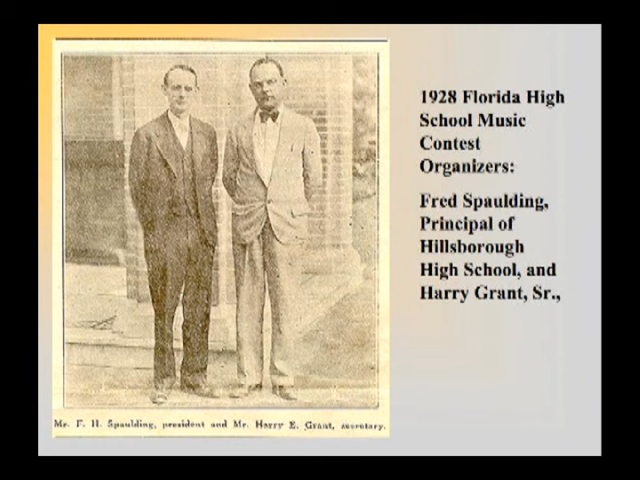 1928 Florida High
School Music
Contest
Organizers:
Fred Spaulding,
Principal of
Hillsborough
High School, and
Harry Grant, Sr.,
Mr. F. H. Spaulding, president and Mr. Harry E. Grant, secretary.